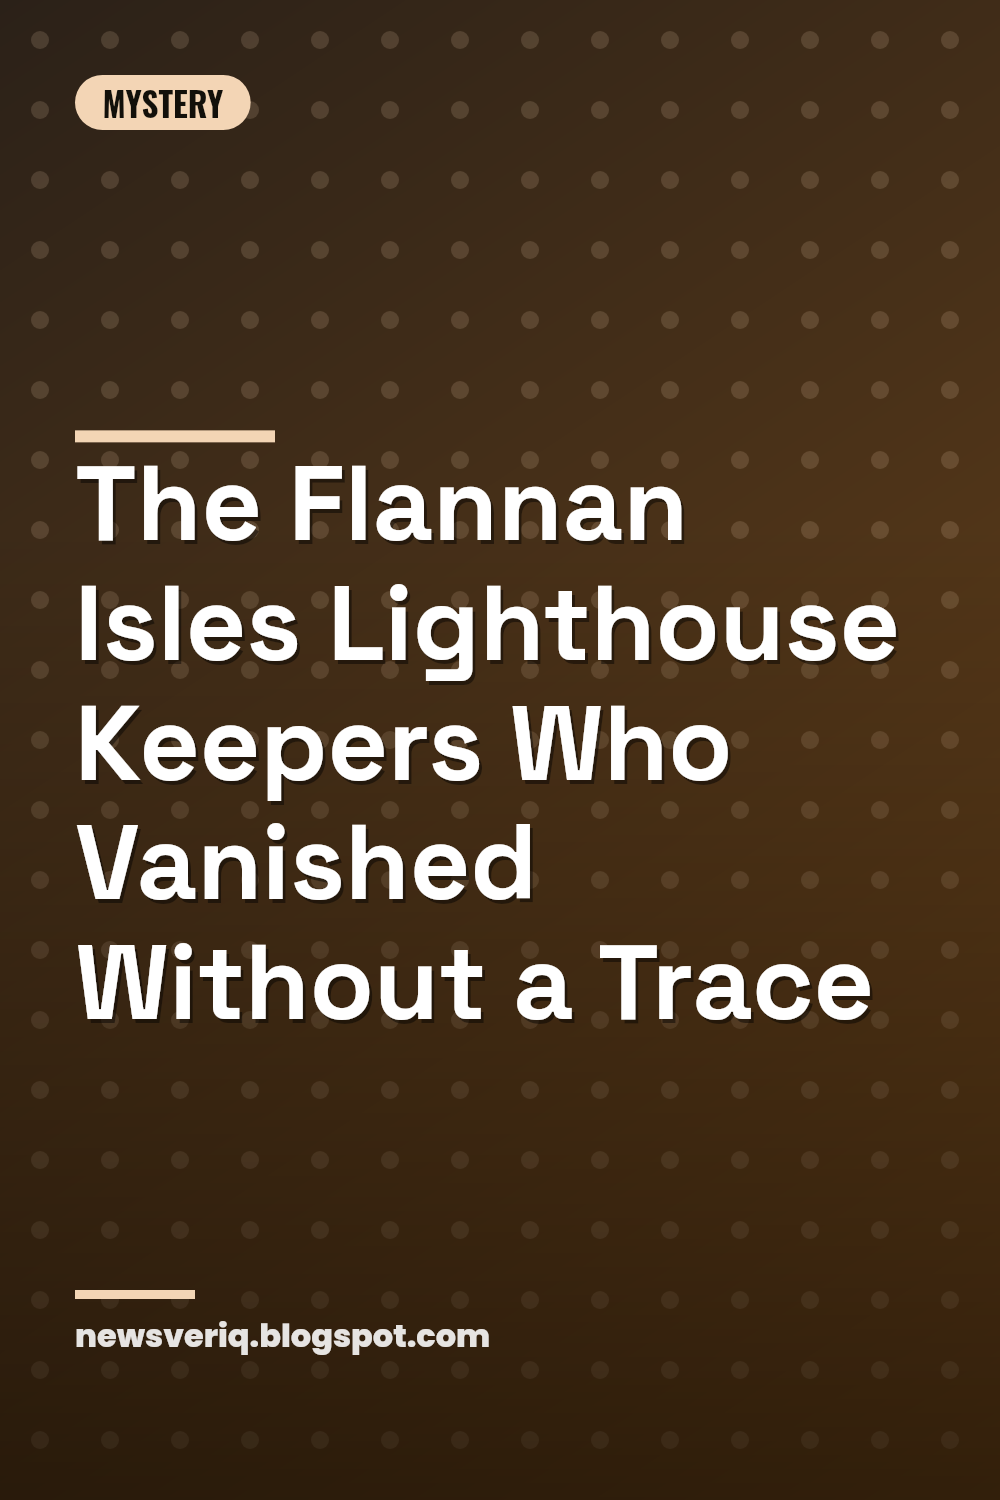 MYSTERY
The Flannan
Isles Lighthouse
Keepers Who
Vanished
Without a Trace
newsveriq.blogspot.com